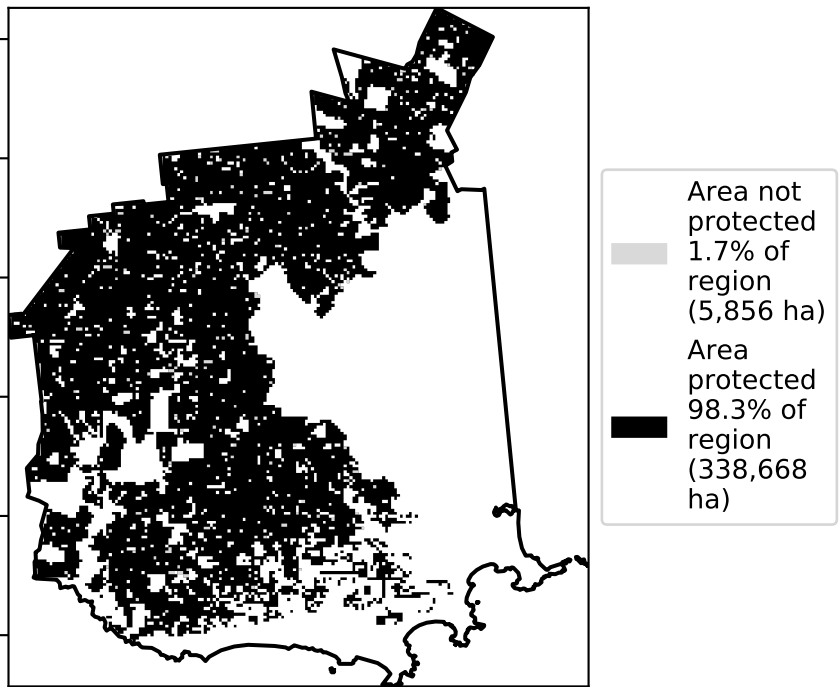 Area not
protected
1.7% of
region
(5,856 ha)
Area
protected
98.3% of
region
(338,668
ha)